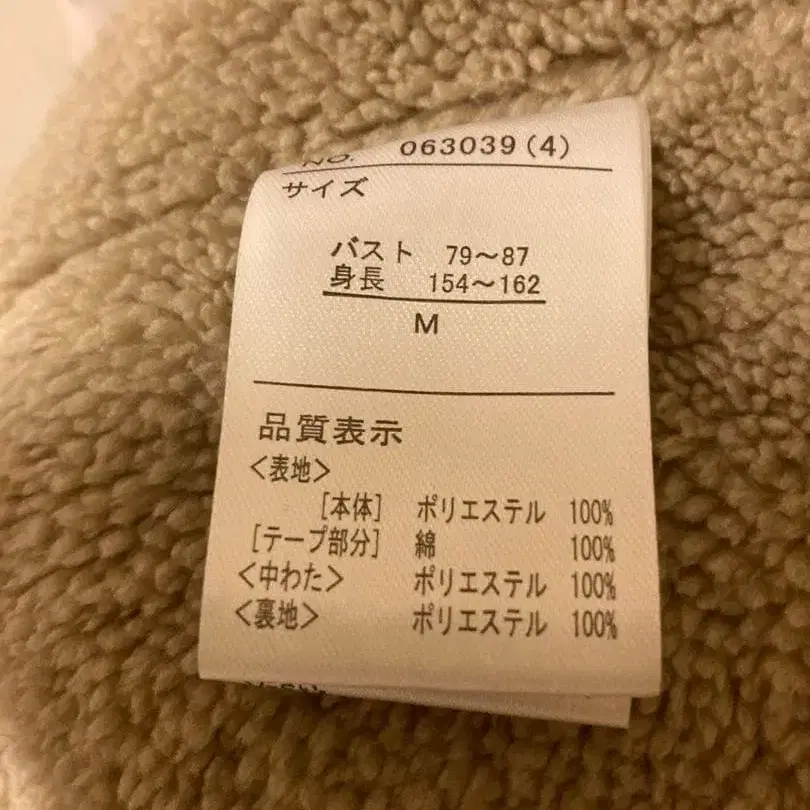 NO. 063039(4)
サイズ
バスト 79〜87
身長 154〜162
M
品質表示
<表地>
[本体] ポリエステル 100%
[テープ部分] 綿 100%
<中わた> ポリエステル 100%
<裏地> ポリエステル 100%